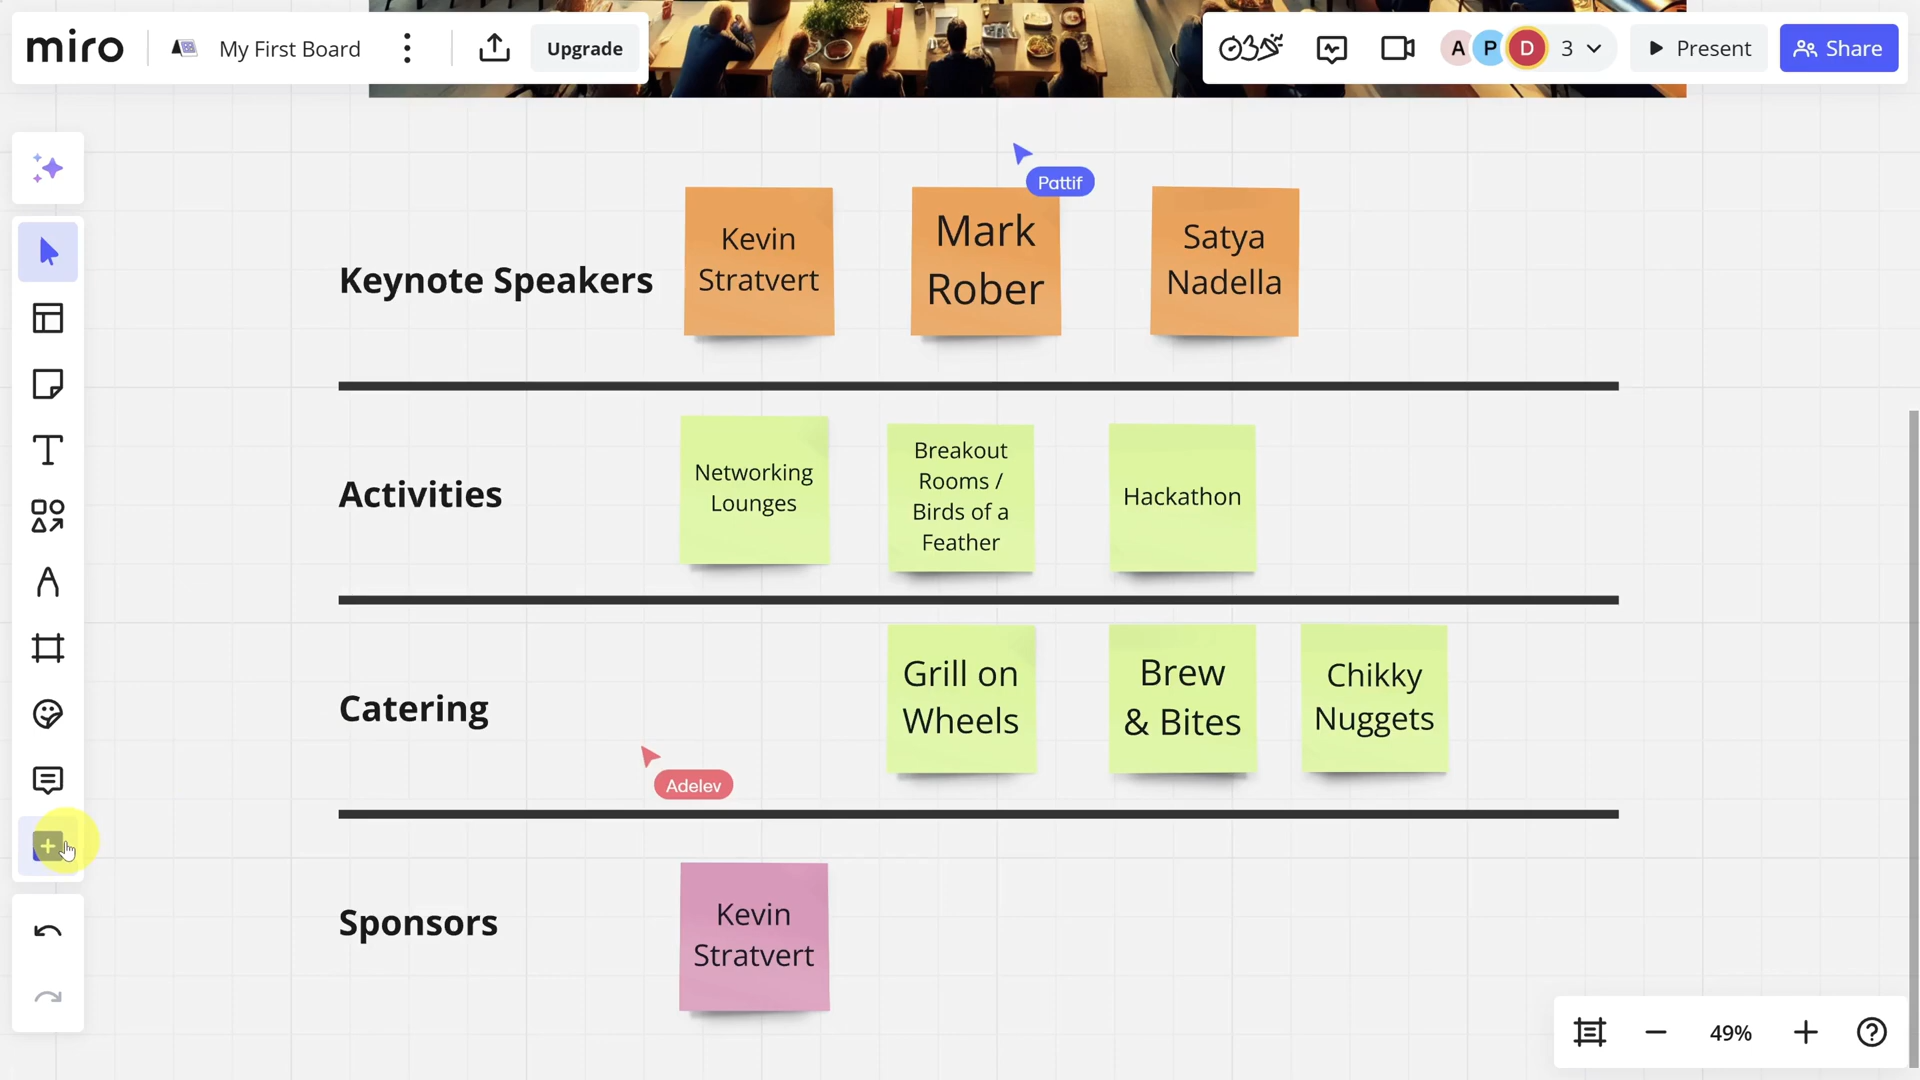 miro
My First Board
Upgrade
A P D 3
Present
Share
Pattif
Keynote Speakers
Kevin
Stratvert
Mark
Rober
Satya
Nadella
Activities
Networking
Lounges
Breakout
Rooms /
Birds of a
Feather
Hackathon
Catering
Grill on
Wheels
Brew
& Bites
Chikky
Nuggets
Adelev
Sponsors
Kevin
Stratvert
49%